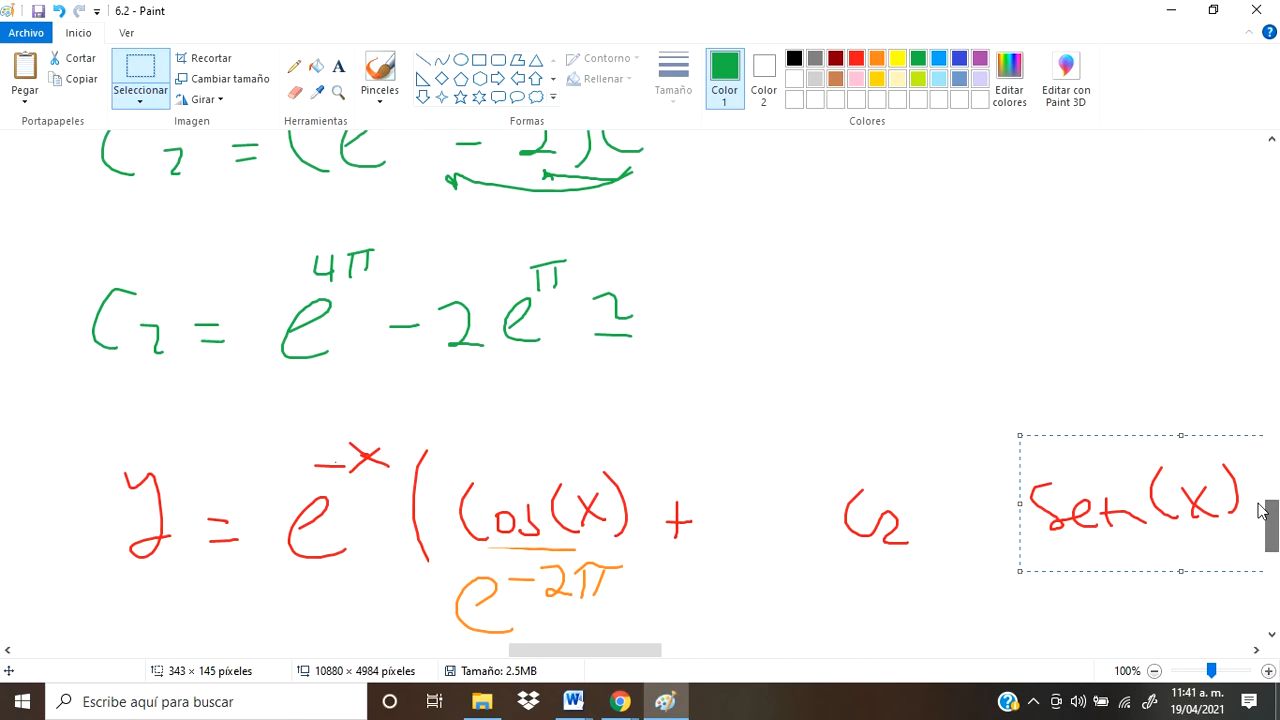 6.2 - Paint
Archivo Inicio Ver
Pegar
Cortar
Copiar
Portapapeles
Seleccionar
Recortar
Cambiar tamaño
Girar
Imagen
A
Herramientas
Pinceles
Contorno
Rellenar
Formas
Tamaño
Color 1
Color 2
Editar colores
Editar con Paint 3D
Colores
C₂ = e^{4π} - 2e^{π} 2
y = e^{-x} ( cos(x) + C₂ sen(x)
e^{-2π}
343 × 145 píxeles 10880 × 4984 píxeles Tamaño: 2.5MB 100%
Escribe aquí para buscar
11:41 a. m.
19/04/2021